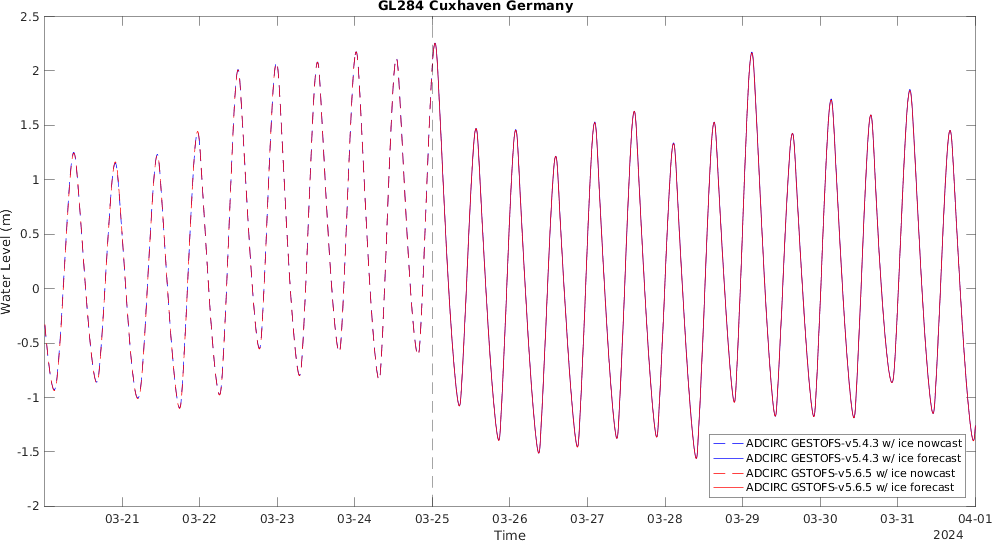 GL284 Cuxhaven Germany
2.5
2
1.5
1
0.5
0
-0.5
-1
-1.5
-2
Water Level (m)
ADCIRC GESTOFS-v5.4.3 w/ ice nowcast
ADCIRC GESTOFS-v5.4.3 w/ ice forecast
ADCIRC GSTOFS-v5.6.5 w/ ice nowcast
ADCIRC GSTOFS-v5.6.5 w/ ice forecast
03-21 03-22 03-23 03-24 03-25 03-26 03-27 03-28 03-29 03-30 03-31 04-01
Time
2024